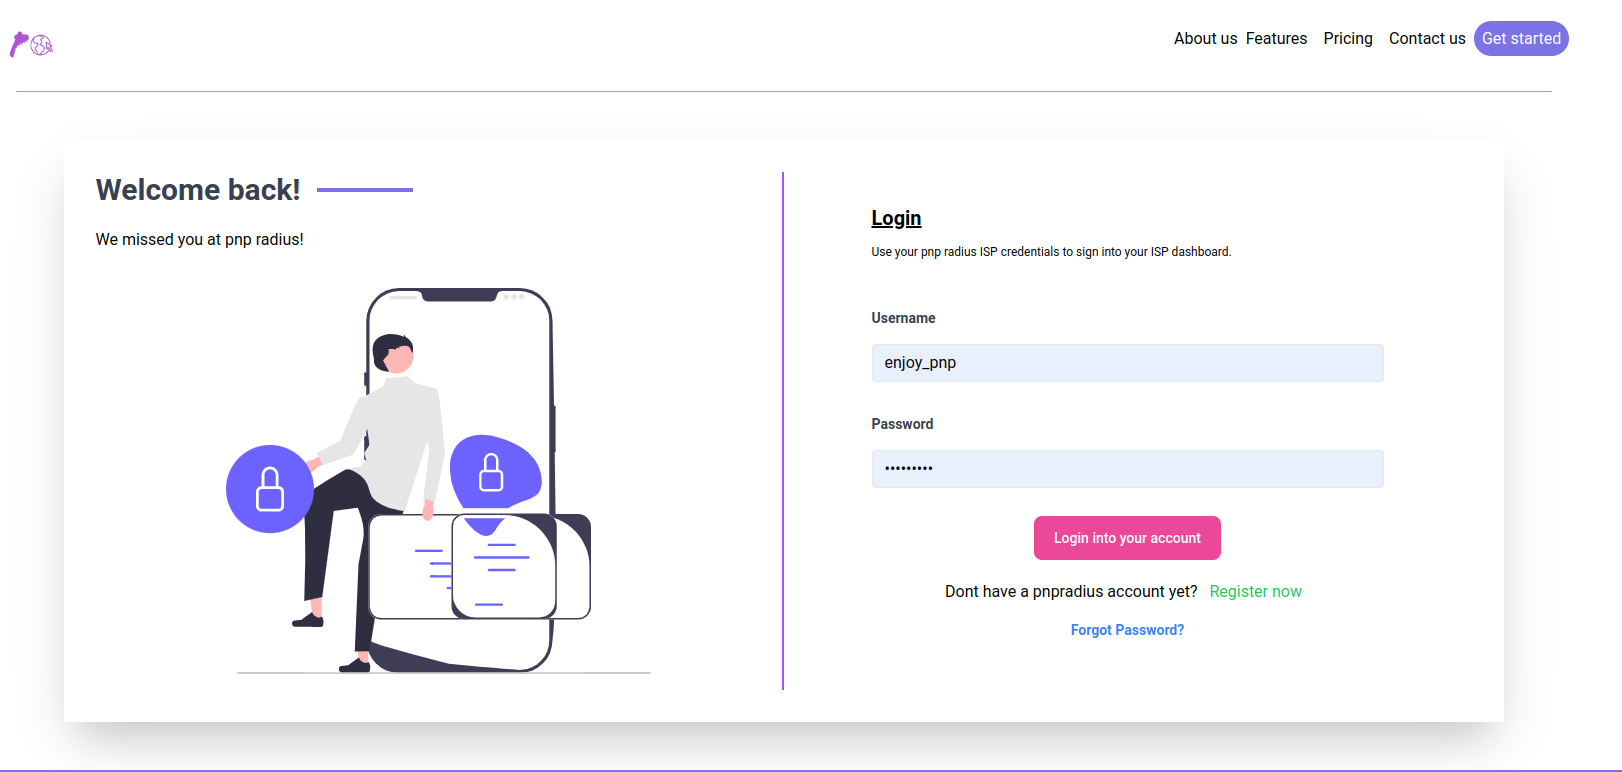 About us Features Pricing Contact us Get started
Welcome back!
We missed you at pnp radius!
Login
Use your pnp radius ISP credentials to sign into your ISP dashboard.
Username
enjoy_pnp
Password
•••••••••
Login into your account
Dont have a pnpradius account yet? Register now
Forgot Password?